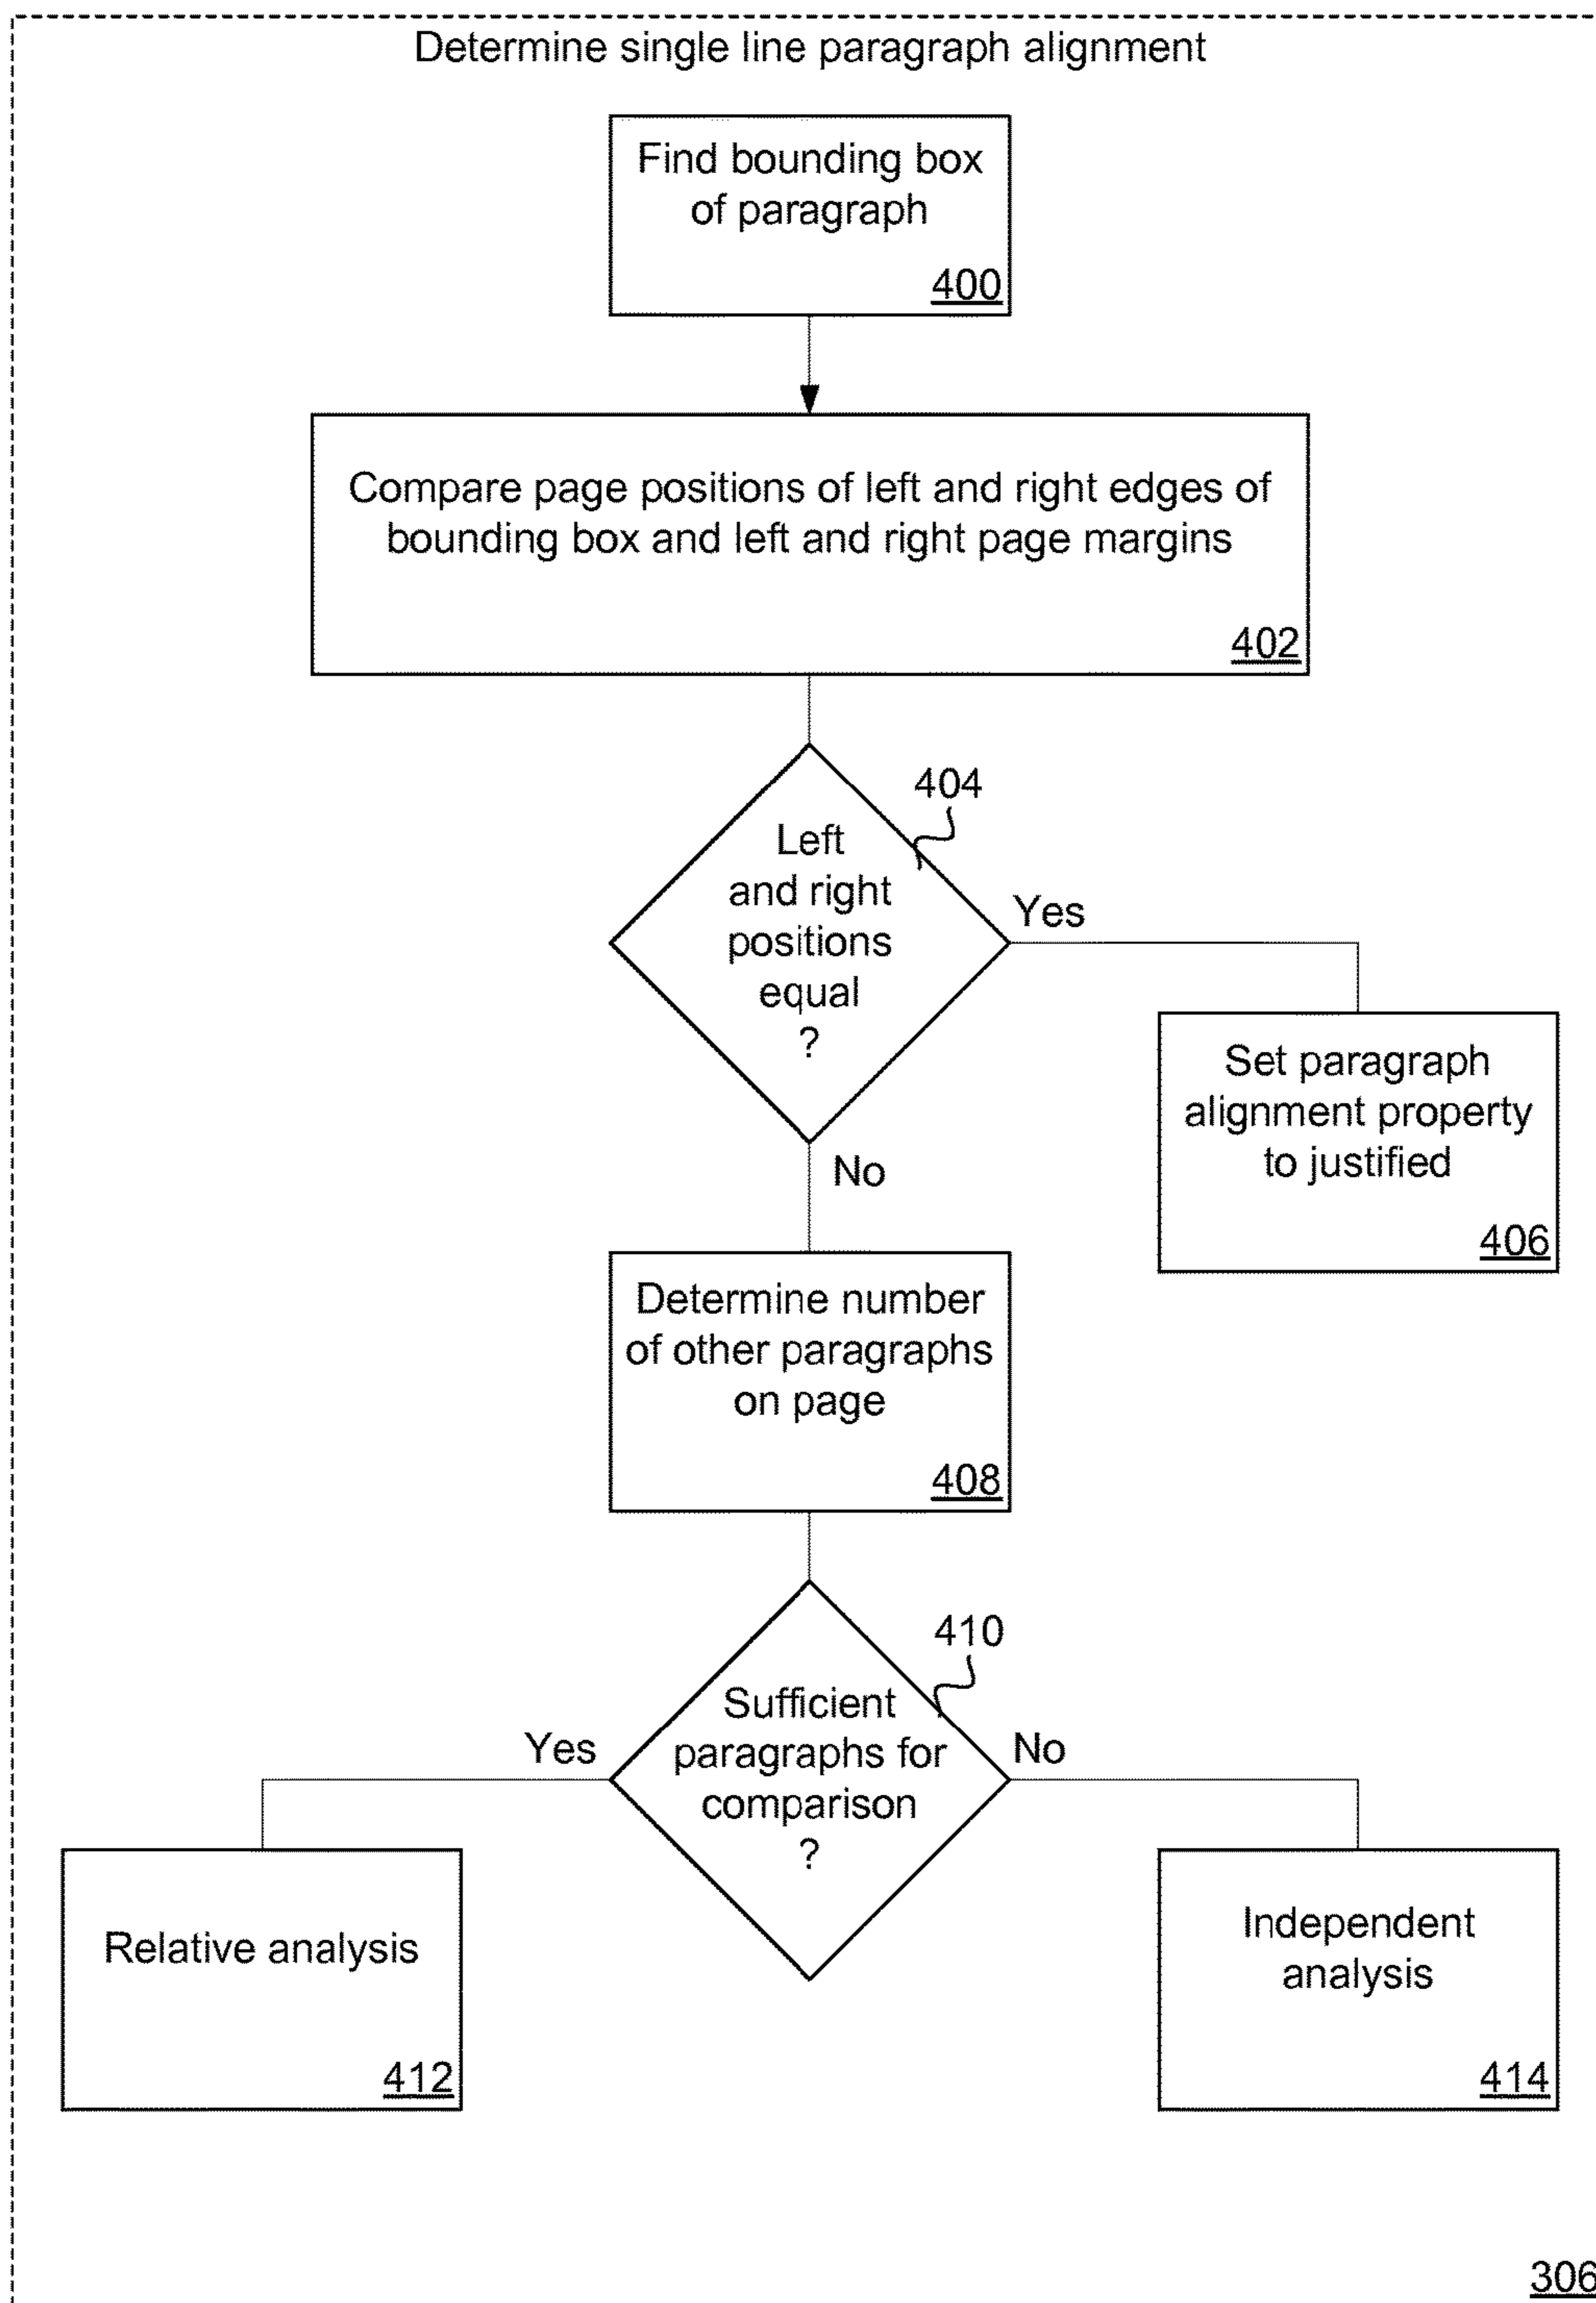 Determine single line paragraph alignment
Find bounding box
of paragraph
400
Compare page positions of left and right edges of
bounding box and left and right page margins
402
404
Left
and right
positions
equal
?
Yes
Set paragraph
alignment property
to justified
406
No
Determine number
of other paragraphs
on page
408
410
Sufficient
paragraphs for
comparison
?
Yes
No
Relative analysis
412
Independent
analysis
414
306